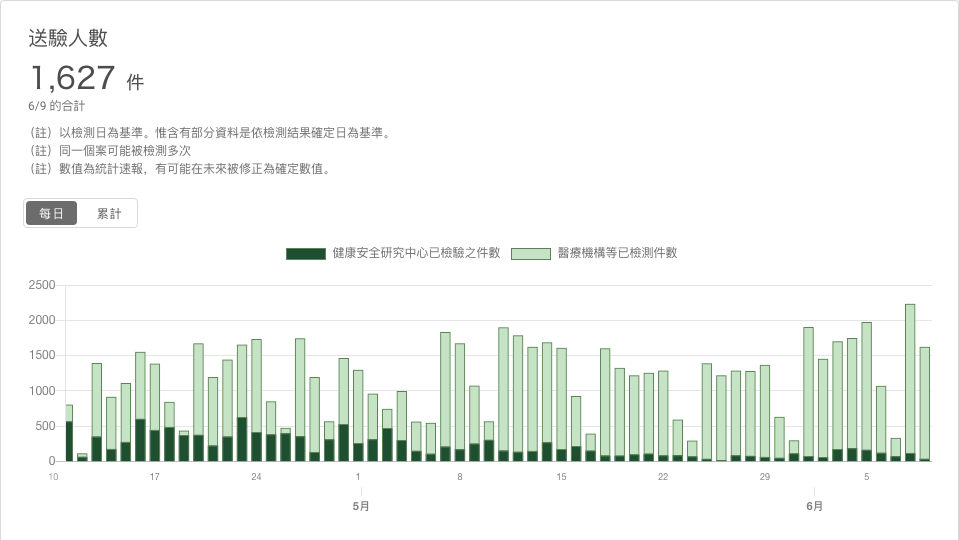 送驗人數
1,627 件
6/9 的合計
（註）以檢測日為基準。惟含有部分資料是依檢測結果確定日為基準。
（註）同一個案可能被檢測多次
（註）數值為統計速報，有可能在未來被修正為確定數值。
每日 累計
健康安全研究中心已檢驗之件數 醫療機構等已檢測件數
2500
2000
1500
1000
500
0
10 17 24 1 8 15 22 29 5
5月 6月